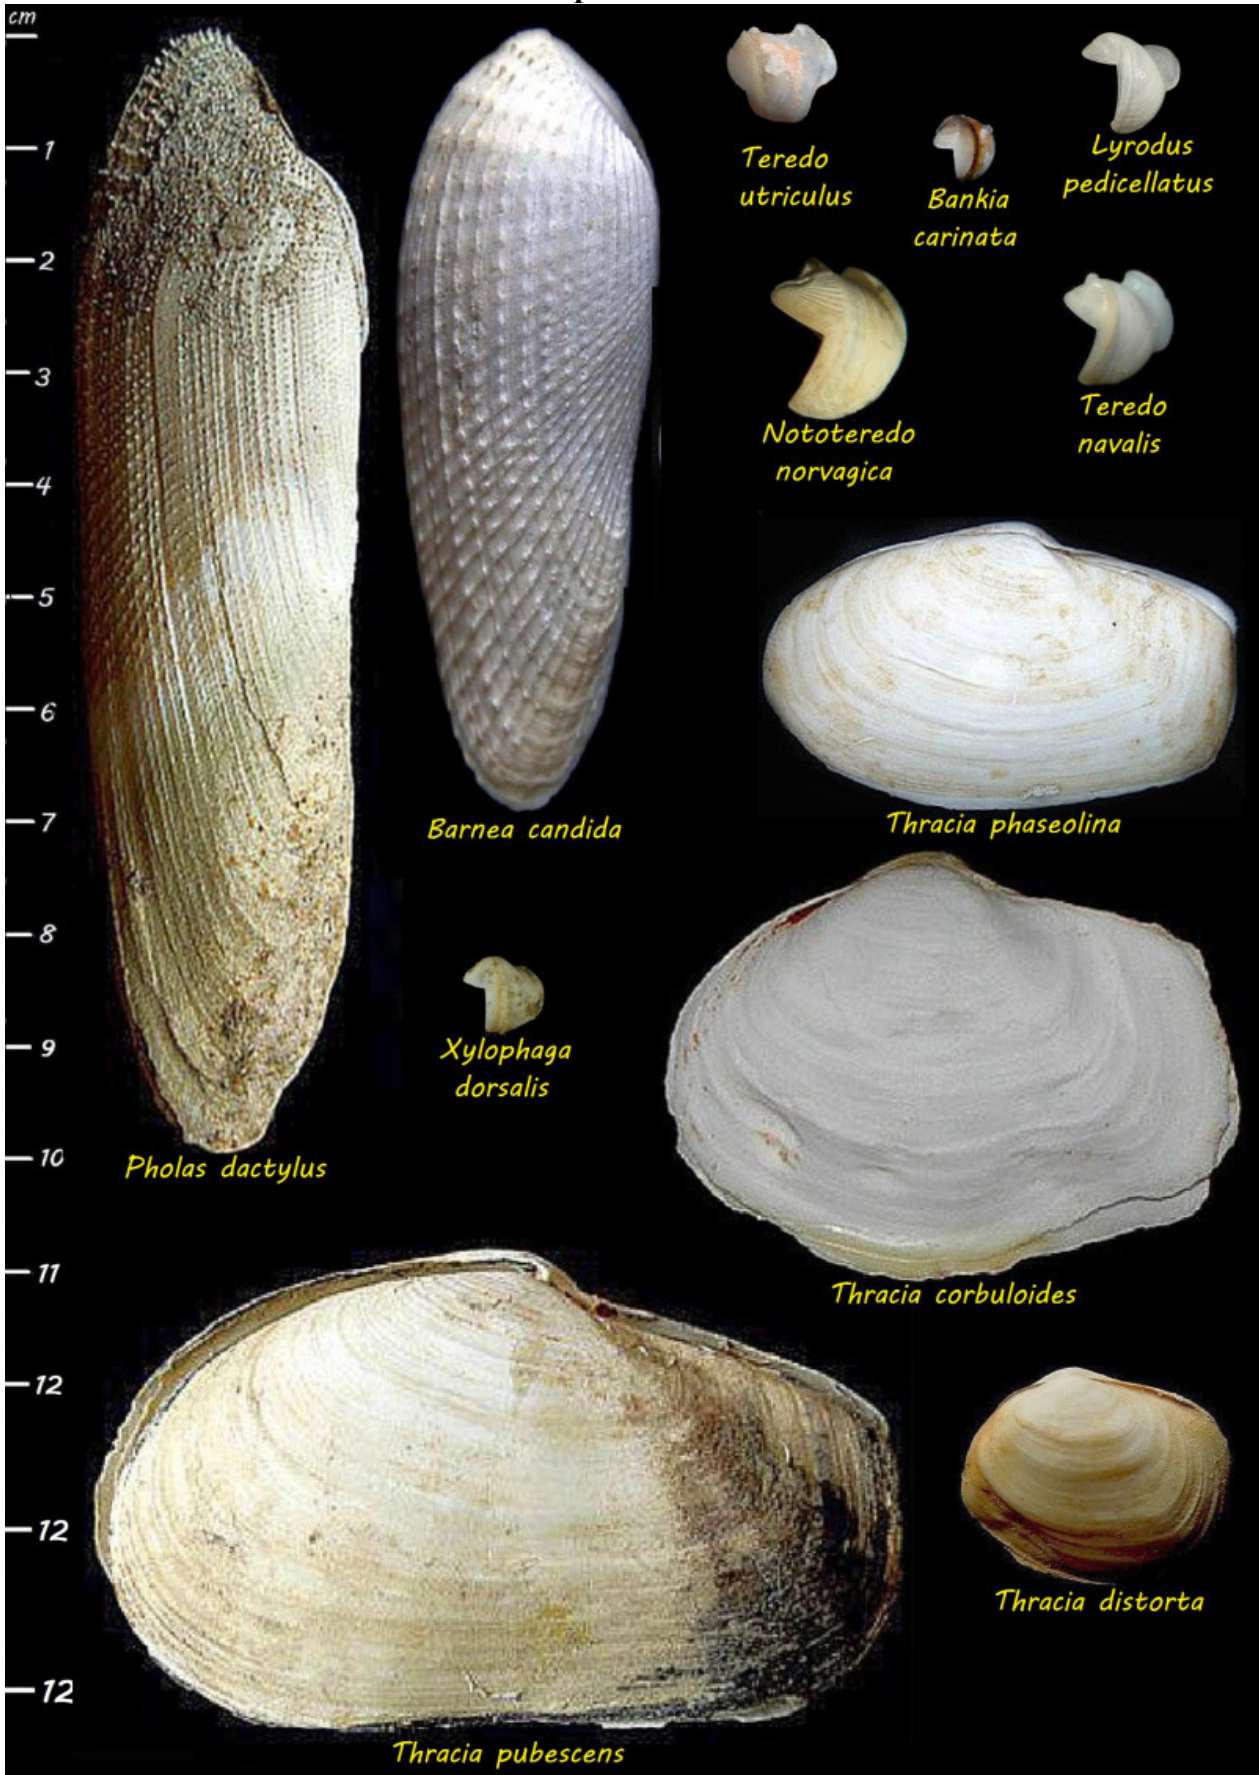 cm
1
2
3
4
5
6
7
8
9
10
11
12
12
12
Teredo
utriculus
Bankia
carinata
Lyrodus
pedicellatus
Nototeredo
norvagica
Teredo
navalis
Barnea candida
Thracia phaseolina
Xylophaga
dorsalis
Pholas dactylus
Thracia corbuloides
Thracia distorta
Thracia pubescens